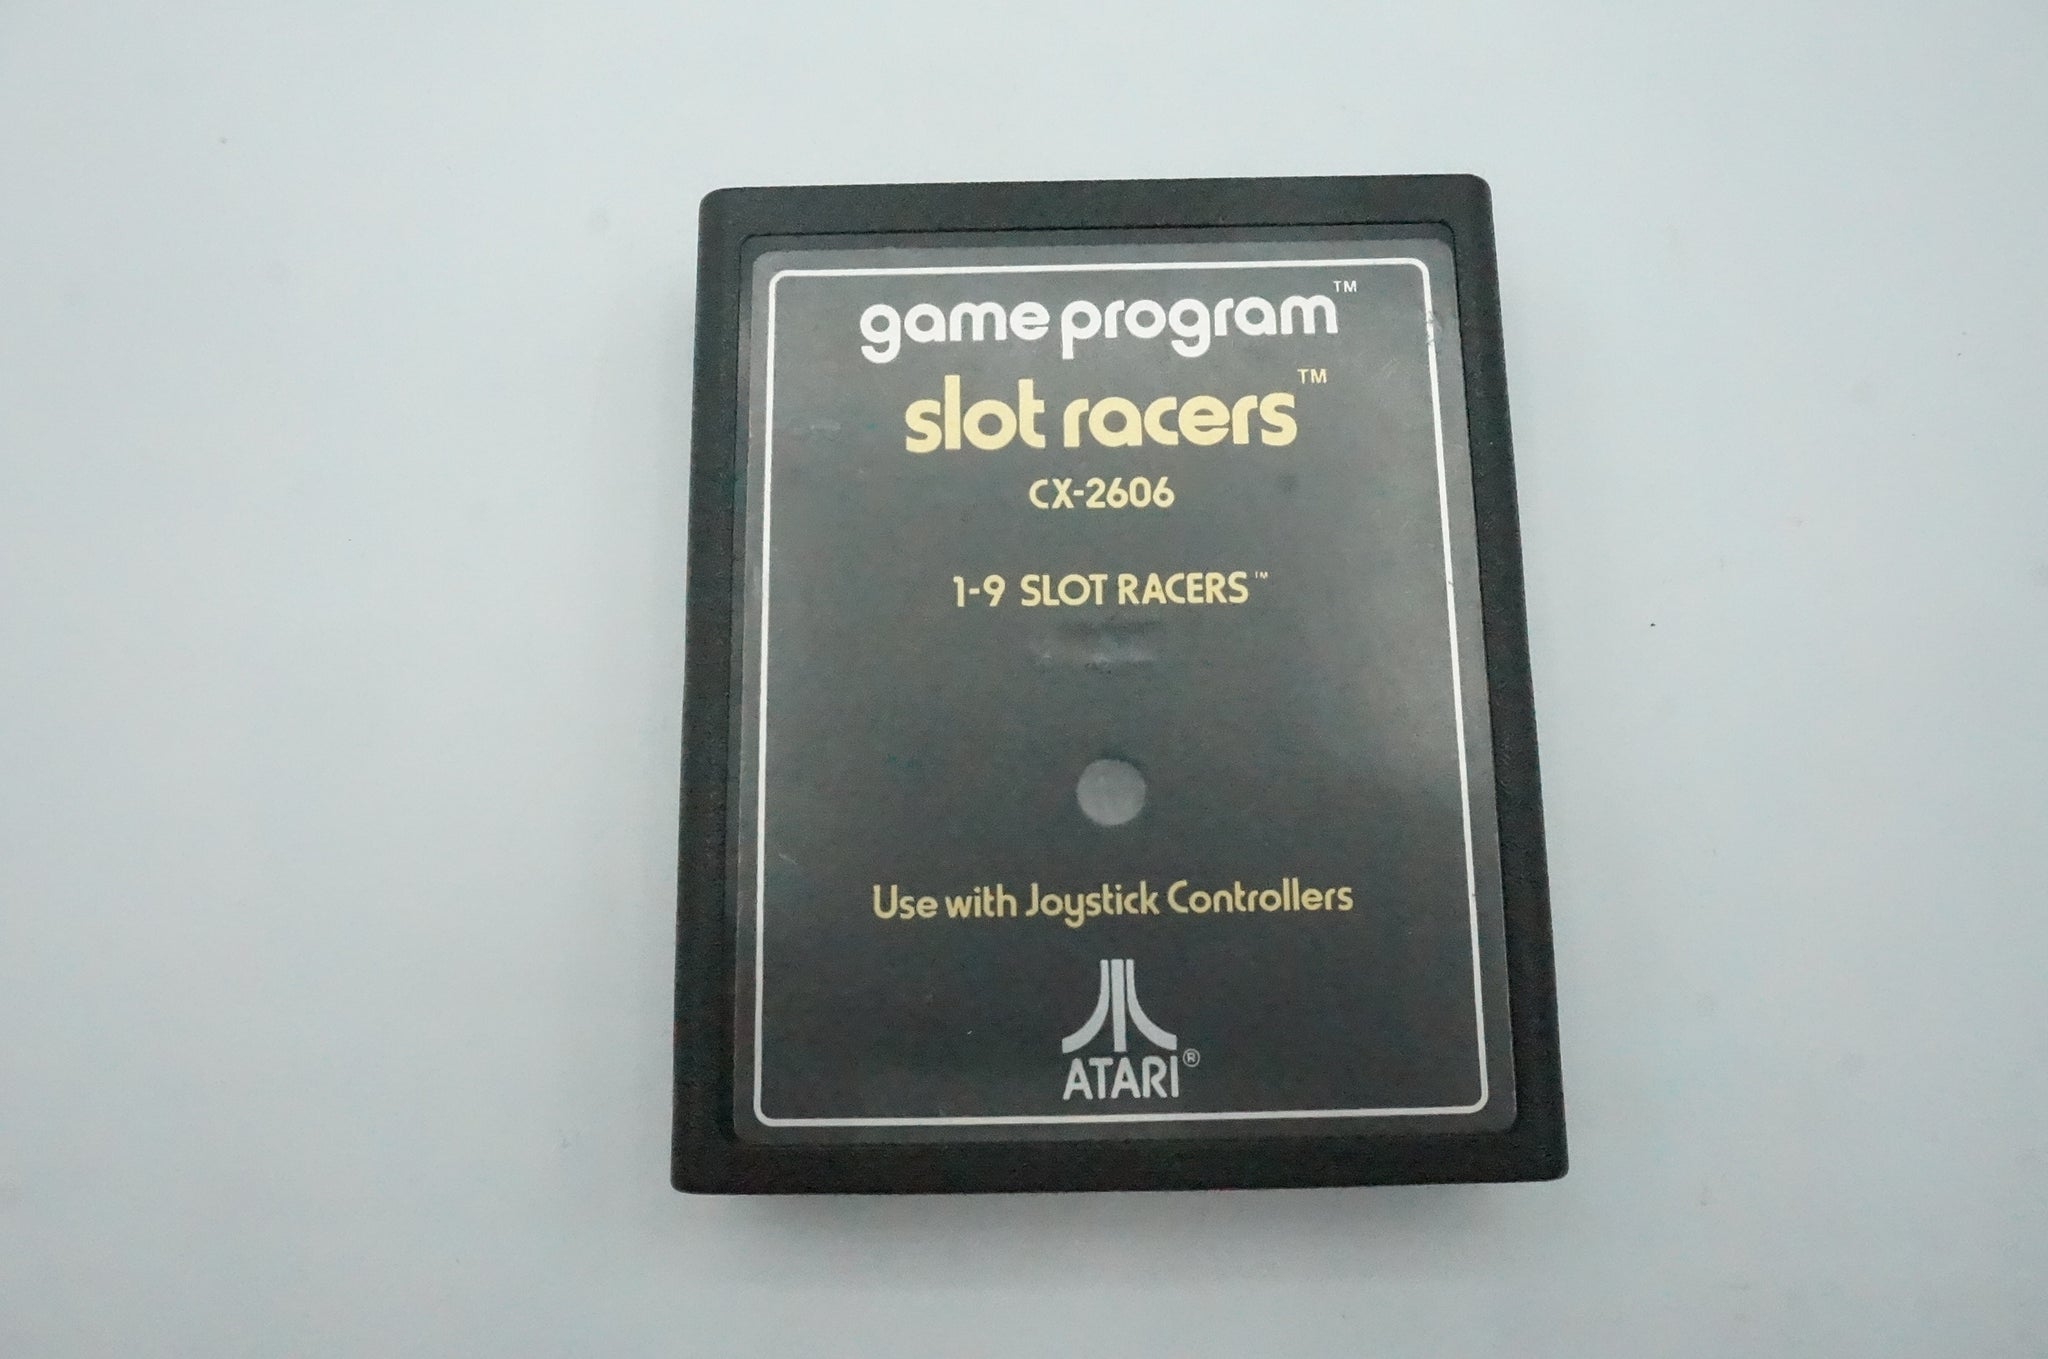 game program™
slot racers™
CX-2606
1-9 SLOT RACERS™
Use with Joystick Controllers
ATARI®